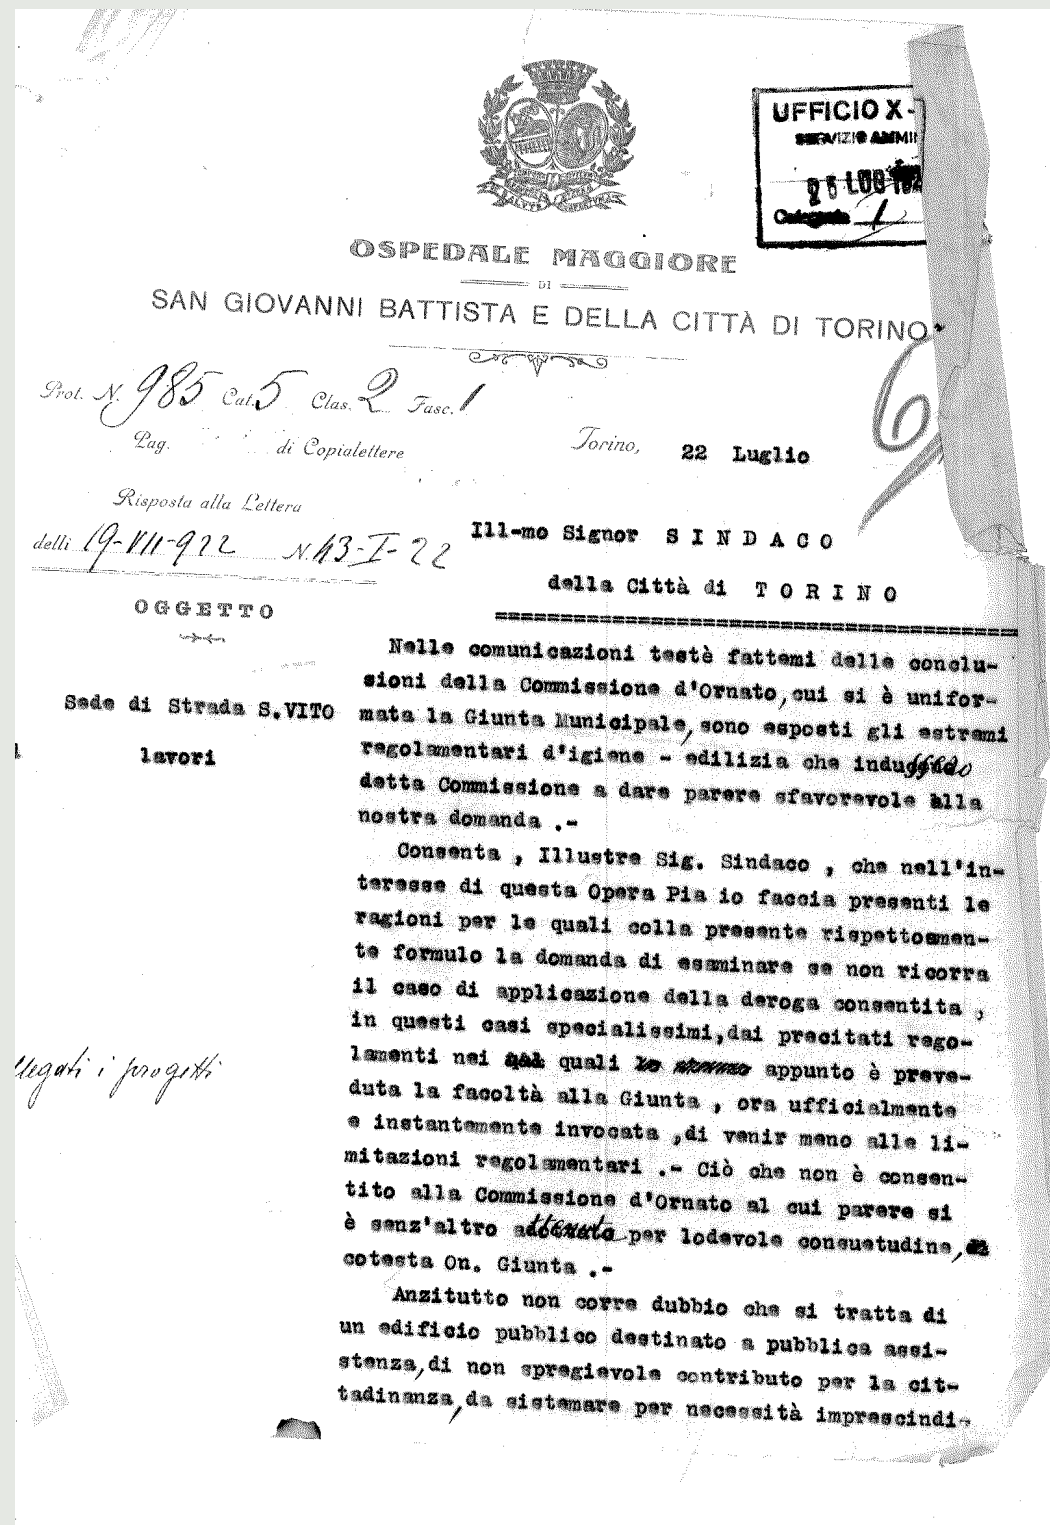 UFFICIO X -
SERVIZIO AMMI
26 LUG 192
Categoria 1
OSPEDALE MAGGIORE
DI
SAN GIOVANNI BATTISTA E DELLA CITTÀ DI TORINO
Prot. N. 985 Cat. 5 Clas. 2 Fasc. 1
Pag. di Copialettere
Torino, 22 Luglio
Risposta alla Lettera
delli 19-VII-922 N. 43-I-22
Ill-mo Signor S I N D A C O
della Città di T O R I N O
OGGETTO
Sede di Strada S.VITO
lavori
llegati i progetti
Nelle comunicazioni testè fattemi delle conclu-
sioni della Commissione d'Ornato, cui si è unifor-
mata la Giunta Municipale, sono esposti gli estremi
regolamentari d'igiene - edilizia che indussero
detta Commissione a dare parere sfavorevole alla
nostra domanda .-
Consenta , Illustre Sig. Sindaco , che nell'in-
teresse di questa Opera Pia io faccia presenti le
ragioni per le quali colla presente rispettosamen-
te formulo la domanda di esaminare se non ricorra
il caso di applicazione della deroga consentita ,
in questi casi specialissimi,dai precitati rego-
lamenti nei quali appunto è preve-
duta la facoltà alla Giunta , ora ufficialmente
e instantemente invocata ,di venir meno alle li-
mitazioni regolamentari .- Ciò che non è consen-
tito alla Commissione d'Ornato al cui parere si
è senz'altro attenuta per lodevole consuetudine,
cotesta On. Giunta .-
Anzitutto non corre dubbio che si tratta di
un edificio pubblico destinato a pubblica assi-
stenza, di non spregievole contributo per la cit-
tadinanza, da sistemare per necessità imprescindi-